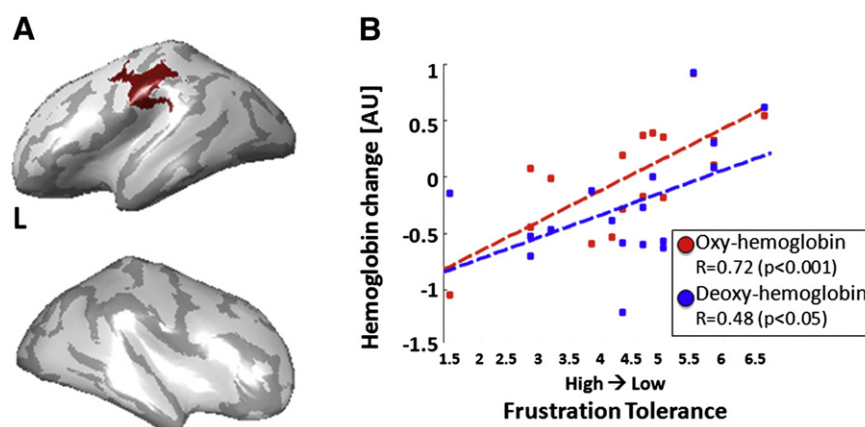 A
L
B
Hemoglobin change [AU]
1
0.5
0
-0.5
-1
-1.5
Oxy-hemoglobin
R=0.72 (p<0.001)
Deoxy-hemoglobin
R=0.48 (p<0.05)
1.5 2 2.5 3 3.5 4 4.5 5 5.5 6 6.5
High → Low
Frustration Tolerance